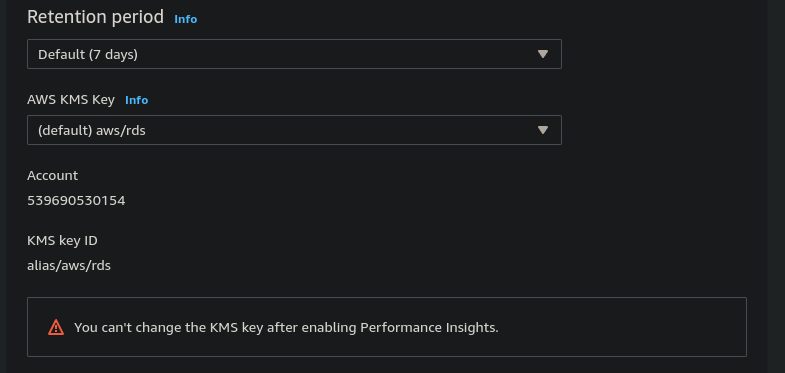 Retention period Info
Default (7 days)
AWS KMS Key Info
(default) aws/rds
Account
539690530154
KMS key ID
alias/aws/rds
You can't change the KMS key after enabling Performance Insights.